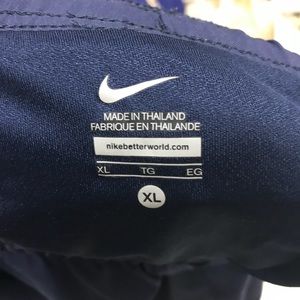 MADE IN THAILAND
FABRIQUE EN THAILANDE
nikebetterworld.com
XL TG EG
XL